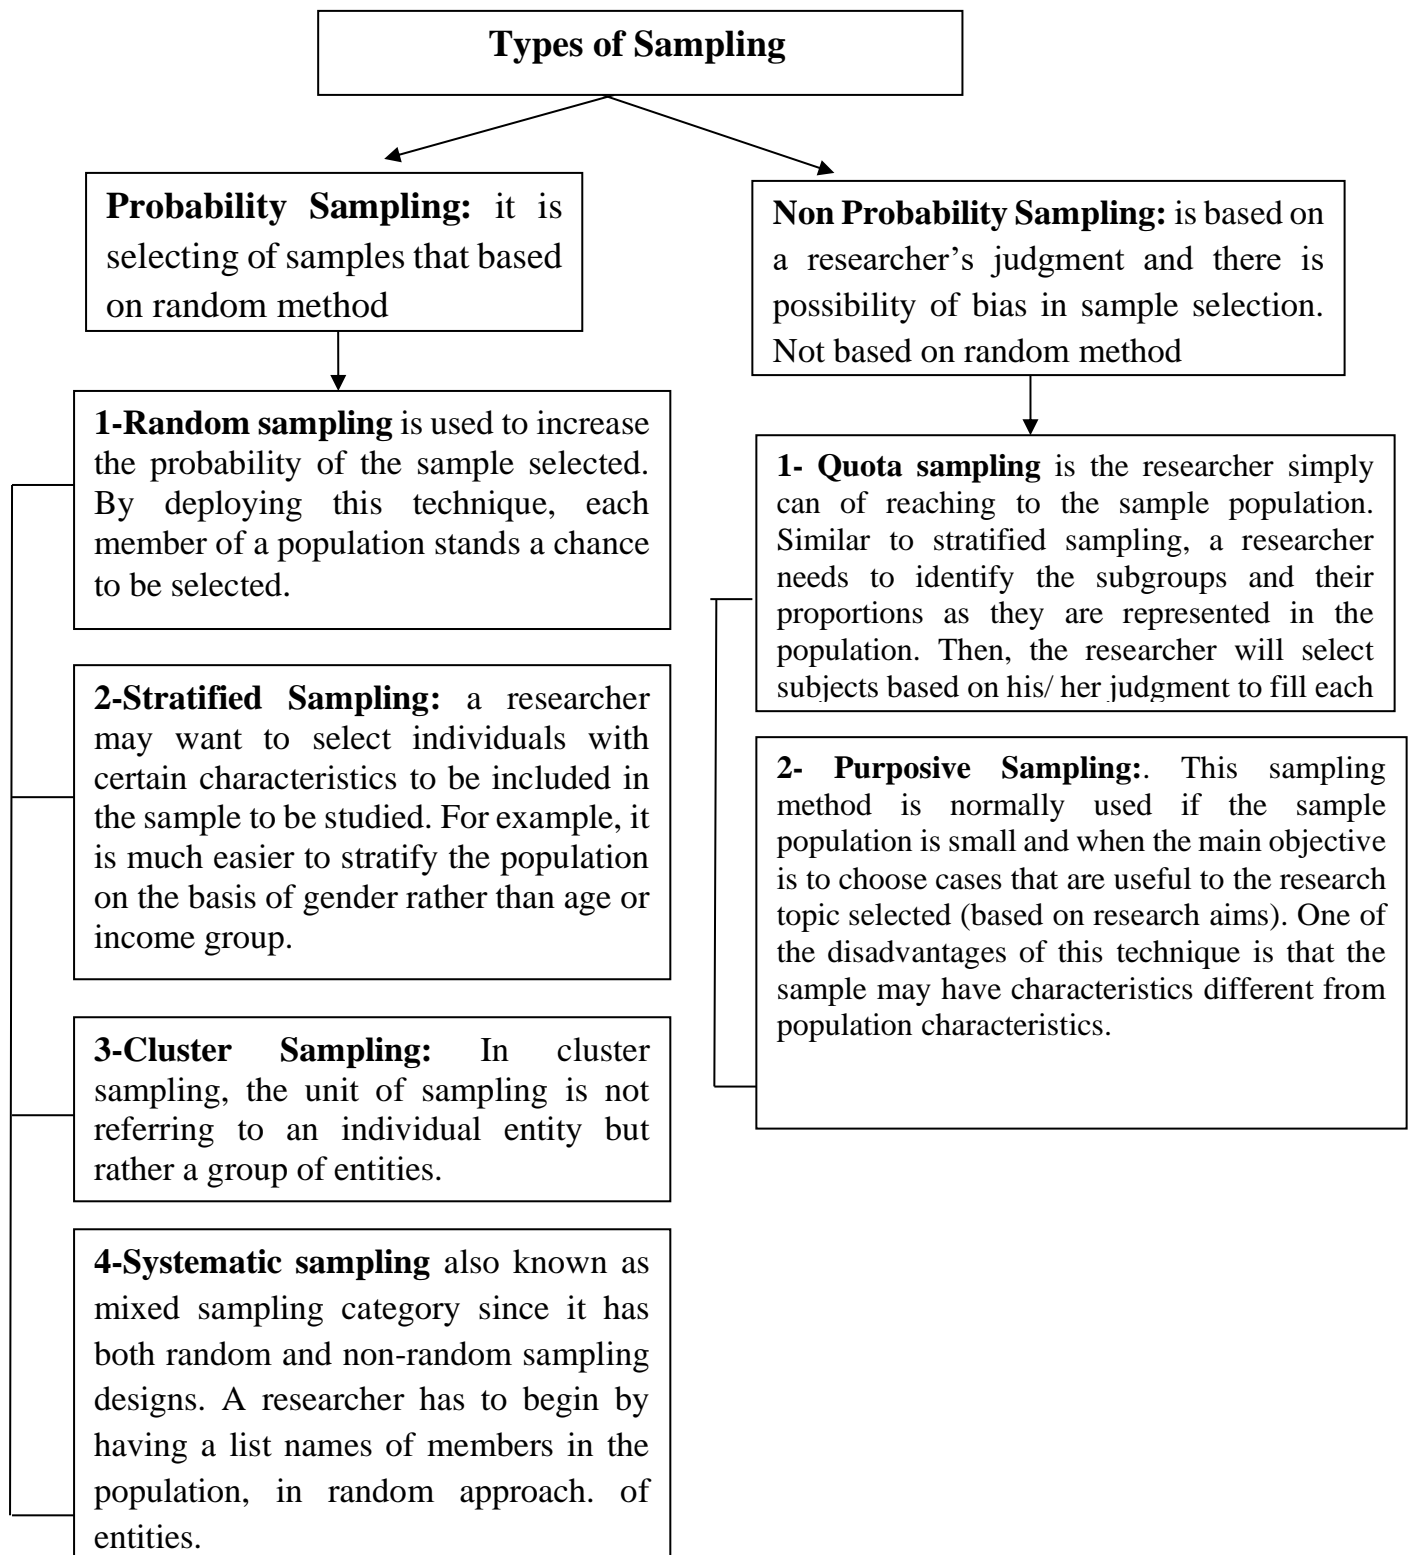 Types of Sampling
Probability Sampling: it is
selecting of samples that based
on random method
Non Probability Sampling: is based on
a researcher’s judgment and there is
possibility of bias in sample selection.
Not based on random method
1-Random sampling is used to increase
the probability of the sample selected.
By deploying this technique, each
member of a population stands a chance
to be selected.
2-Stratified Sampling: a researcher
may want to select individuals with
certain characteristics to be included in
the sample to be studied. For example, it
is much easier to stratify the population
on the basis of gender rather than age or
income group.
3-Cluster Sampling: In cluster
sampling, the unit of sampling is not
referring to an individual entity but
rather a group of entities.
4-Systematic sampling also known as
mixed sampling category since it has
both random and non-random sampling
designs. A researcher has to begin by
having a list names of members in the
population, in random approach. of
entities.
1- Quota sampling is the researcher simply
can of reaching to the sample population.
Similar to stratified sampling, a researcher
needs to identify the subgroups and their
proportions as they are represented in the
population. Then, the researcher will select
subjects based on his/ her judgment to fill each
2- Purposive Sampling:. This sampling
method is normally used if the sample
population is small and when the main objective
is to choose cases that are useful to the research
topic selected (based on research aims). One of
the disadvantages of this technique is that the
sample may have characteristics different from
population characteristics.